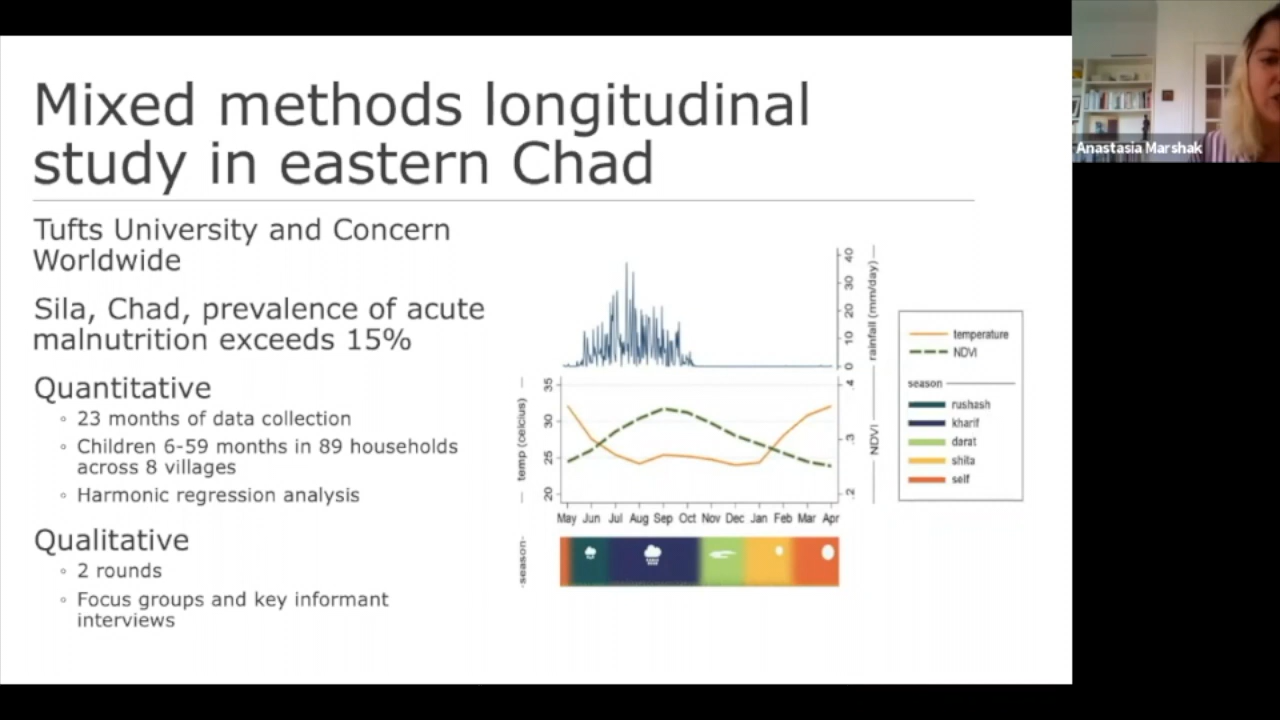 Mixed methods longitudinal
study in eastern Chad
Tufts University and Concern
Worldwide
Sila, Chad, prevalence of acute
malnutrition exceeds 15%
Quantitative
◦ 23 months of data collection
◦ Children 6-59 months in 89 households
across 8 villages
◦ Harmonic regression analysis
Qualitative
◦ 2 rounds
◦ Focus groups and key informant
interviews
40
30
20
10
0
rainfall (mm/day)
35
30
25
20
temp (celcius)
.4
.3
.2
NDVI
May Jun Jul Aug Sep Oct Nov Dec Jan Feb Mar Apr
season
temperature
NDVI
season
rushash
kharif
darat
shita
self
Anastasia Marshak